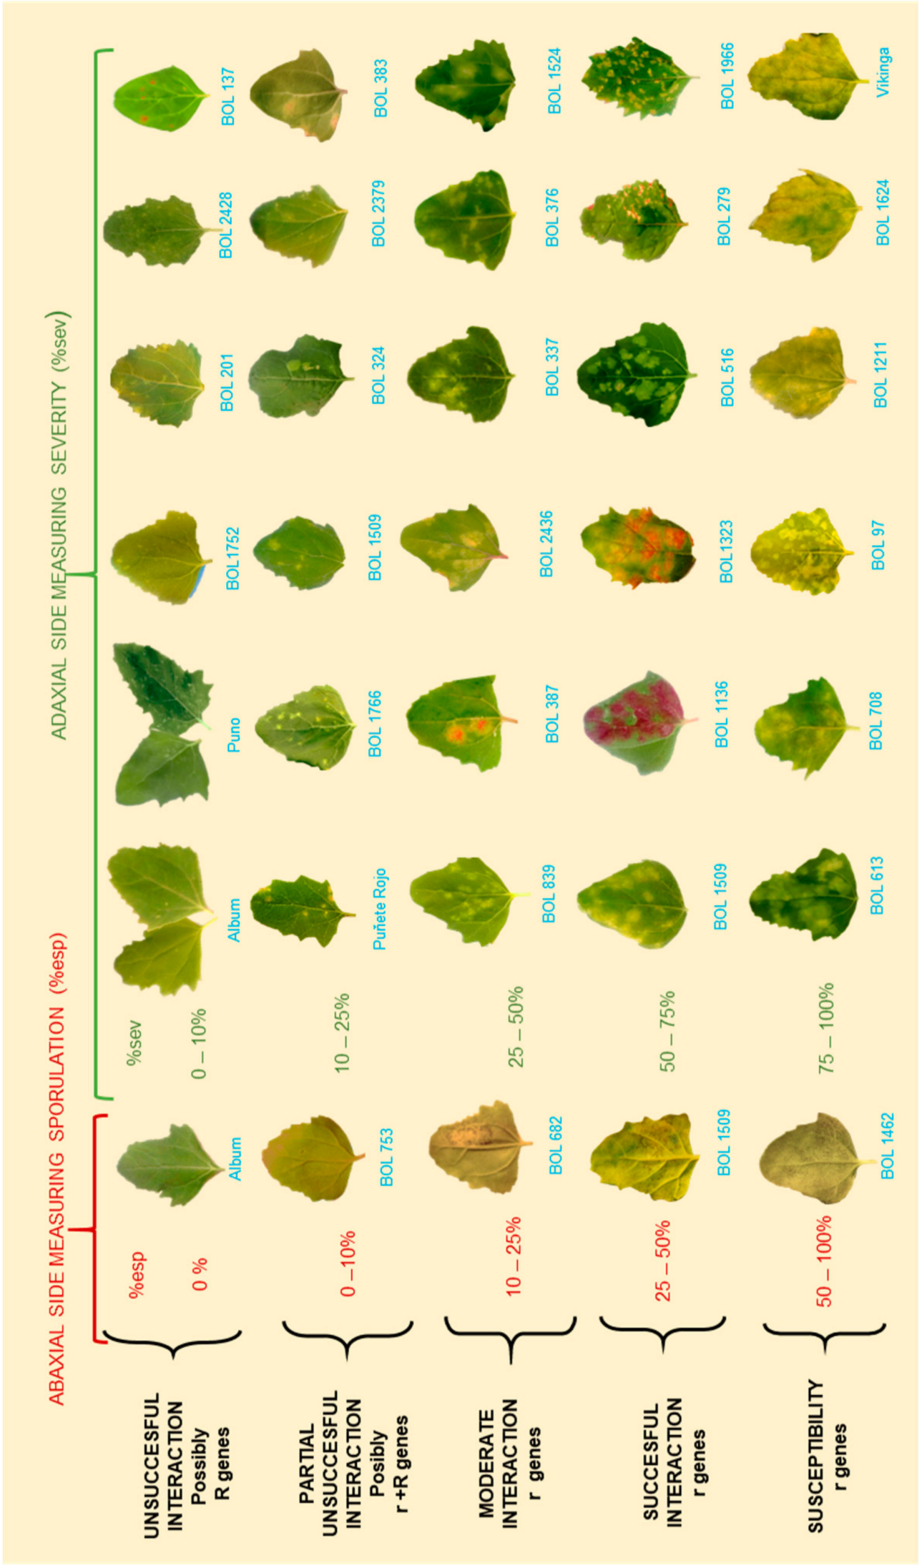 ABAXIAL SIDE MEASURING SPORULATION (%esp)
ADAXIAL SIDE MEASURING SEVERITY (%sev)
UNSUCCESFUL
INTERACTION
Possibly
R genes
%esp
0 %
Album
%sev
0 – 10%
Album
Puno
BOL1752
BOL 201
BOL 2428
BOL 137
PARTIAL
UNSUCCESFUL
INTERACTION
Posibly
r +R genes
0 –10%
BOL 753
10 – 25%
Puñete Rojo
BOL 1766
BOL 1509
BOL 324
BOL 2379
BOL 383
MODERATE
INTERACTION
r genes
10 – 25%
BOL 682
25 – 50%
BOL 839
BOL 387
BOL 2436
BOL 337
BOL 376
BOL 1524
SUCCESFUL
INTERACTION
r genes
25 – 50%
BOL 1509
50 – 75%
BOL 1509
BOL 1136
BOL1323
BOL 516
BOL 279
BOL 1966
SUSCEPTIBILITY
r genes
50 – 100%
BOL 1462
75 – 100%
BOL 613
BOL 708
BOL 97
BOL 1211
BOL 1624
Vikinga